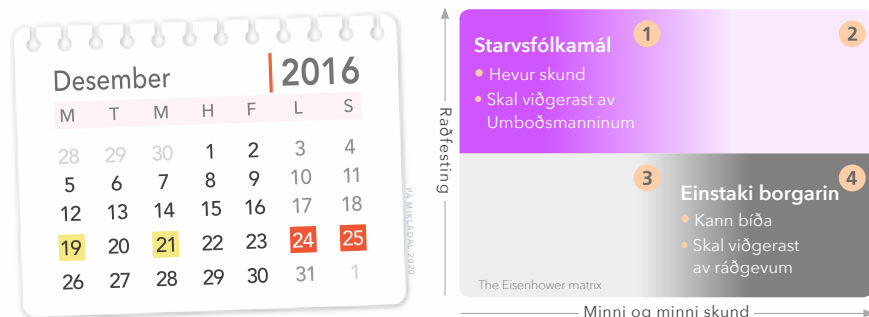 Desember 2016
M T M H F L S
28 29 30 1 2 3 4
5 6 7 8 9 10 11
12 13 14 15 16 17 18
19 20 21 22 23 24 25
26 27 28 29 30 31 1
PÁ MIKLADAL 2020
Raðfesting
1
Starvsfólkamál
• Hevur skund
• Skal viðgerast av
Umboðsmanninum
2
3
4
Einstaki borgarin
• Kann bíða
• Skal viðgerast
av ráðgevum
The Eisenhower matrix
Minni og minni skund